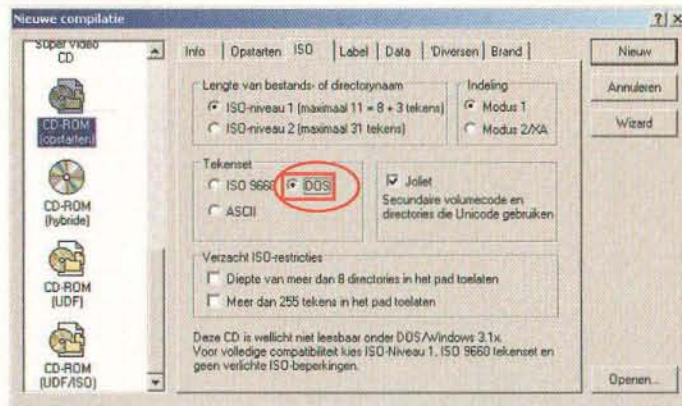 Nieuwe compilatie
Super Video
CD
CD-ROM
(opstarten)
CD-ROM
(hybride)
CD-ROM
(UDF)
CD-ROM
(UDF/ISO)
Info
Opstarten
ISO
Label
Data
'Diversen
Brand
Lengte van bestands- of directorynaam
ISO-niveau 1 (maximaal 11 = 8 + 3 tekens)
ISO-niveau 2 (maximaal 31 tekens)
Indeling
Modus 1
Modus 2/XA
Tekenset
ISO 9660
DOS
ASCII
Joliet
Secundaire volumecode en
directories die Unicode gebruiken
Verzacht ISO-restricties
Diepte van meer dan 8 directories in het pad toelaten
Meer dan 255 tekens in het pad toelaten
Deze CD is wellicht niet leesbaar onder DOS/Windows 3.1x.
Voor volledige compatibiliteit kies ISO-Niveau 1, ISO 9660 tekenset en
geen verlichte ISO-beperkingen.
Nieuw
Annuleren
Wizard
Openen...